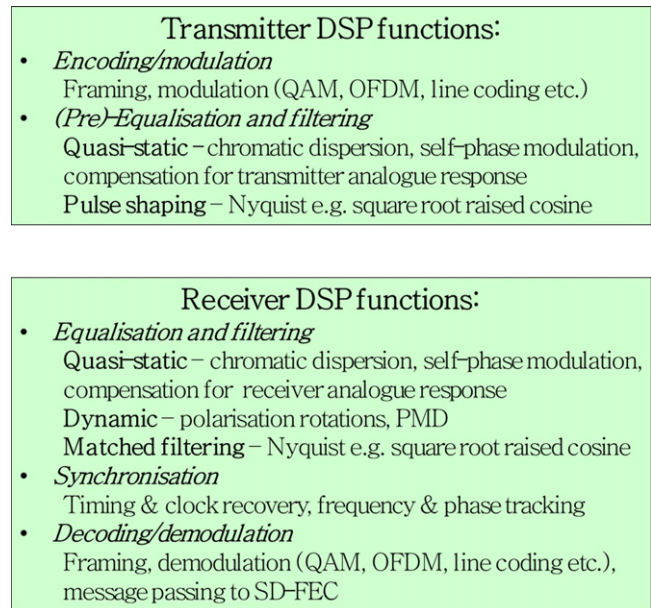 Transmitter DSP functions:
• Encoding/modulation
Framing, modulation (QAM, OFDM, line coding etc.)
• (Pre)-Equalisation and filtering
Quasi-static – chromatic dispersion, self-phase modulation,
compensation for transmitter analogue response
Pulse shaping – Nyquist e.g. square root raised cosine
Receiver DSP functions:
• Equalisation and filtering
Quasi-static – chromatic dispersion, self-phase modulation,
compensation for receiver analogue response
Dynamic – polarisation rotations, PMD
Matched filtering – Nyquist e.g. square root raised cosine
• Synchronisation
Timing & clock recovery, frequency & phase tracking
• Decoding/demodulation
Framing, demodulation (QAM, OFDM, line coding etc.),
message passing to SD-FEC